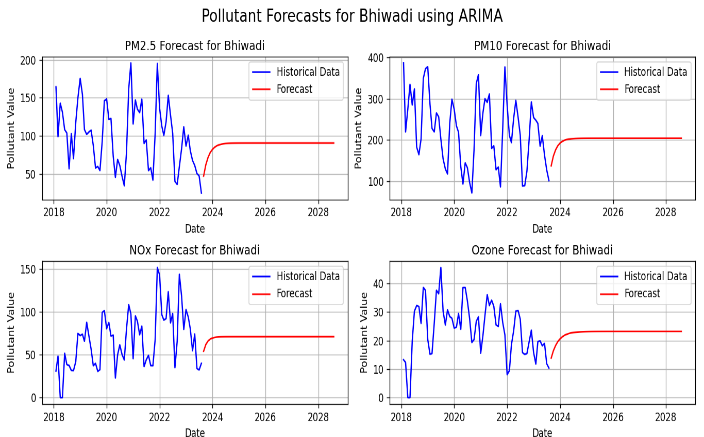 Pollutant Forecasts for Bhiwadi using ARIMA
PM2.5 Forecast for Bhiwadi
Pollutant Value
200
150
100
50
Historical Data
Forecast
2018 2020 2022 2024 2026 2028
Date
PM10 Forecast for Bhiwadi
Pollutant Value
400
300
200
100
Historical Data
Forecast
2018 2020 2022 2024 2026 2028
Date
NOx Forecast for Bhiwadi
Pollutant Value
150
100
50
0
Historical Data
Forecast
2018 2020 2022 2024 2026 2028
Date
Ozone Forecast for Bhiwadi
Pollutant Value
40
30
20
10
0
Historical Data
Forecast
2018 2020 2022 2024 2026 2028
Date